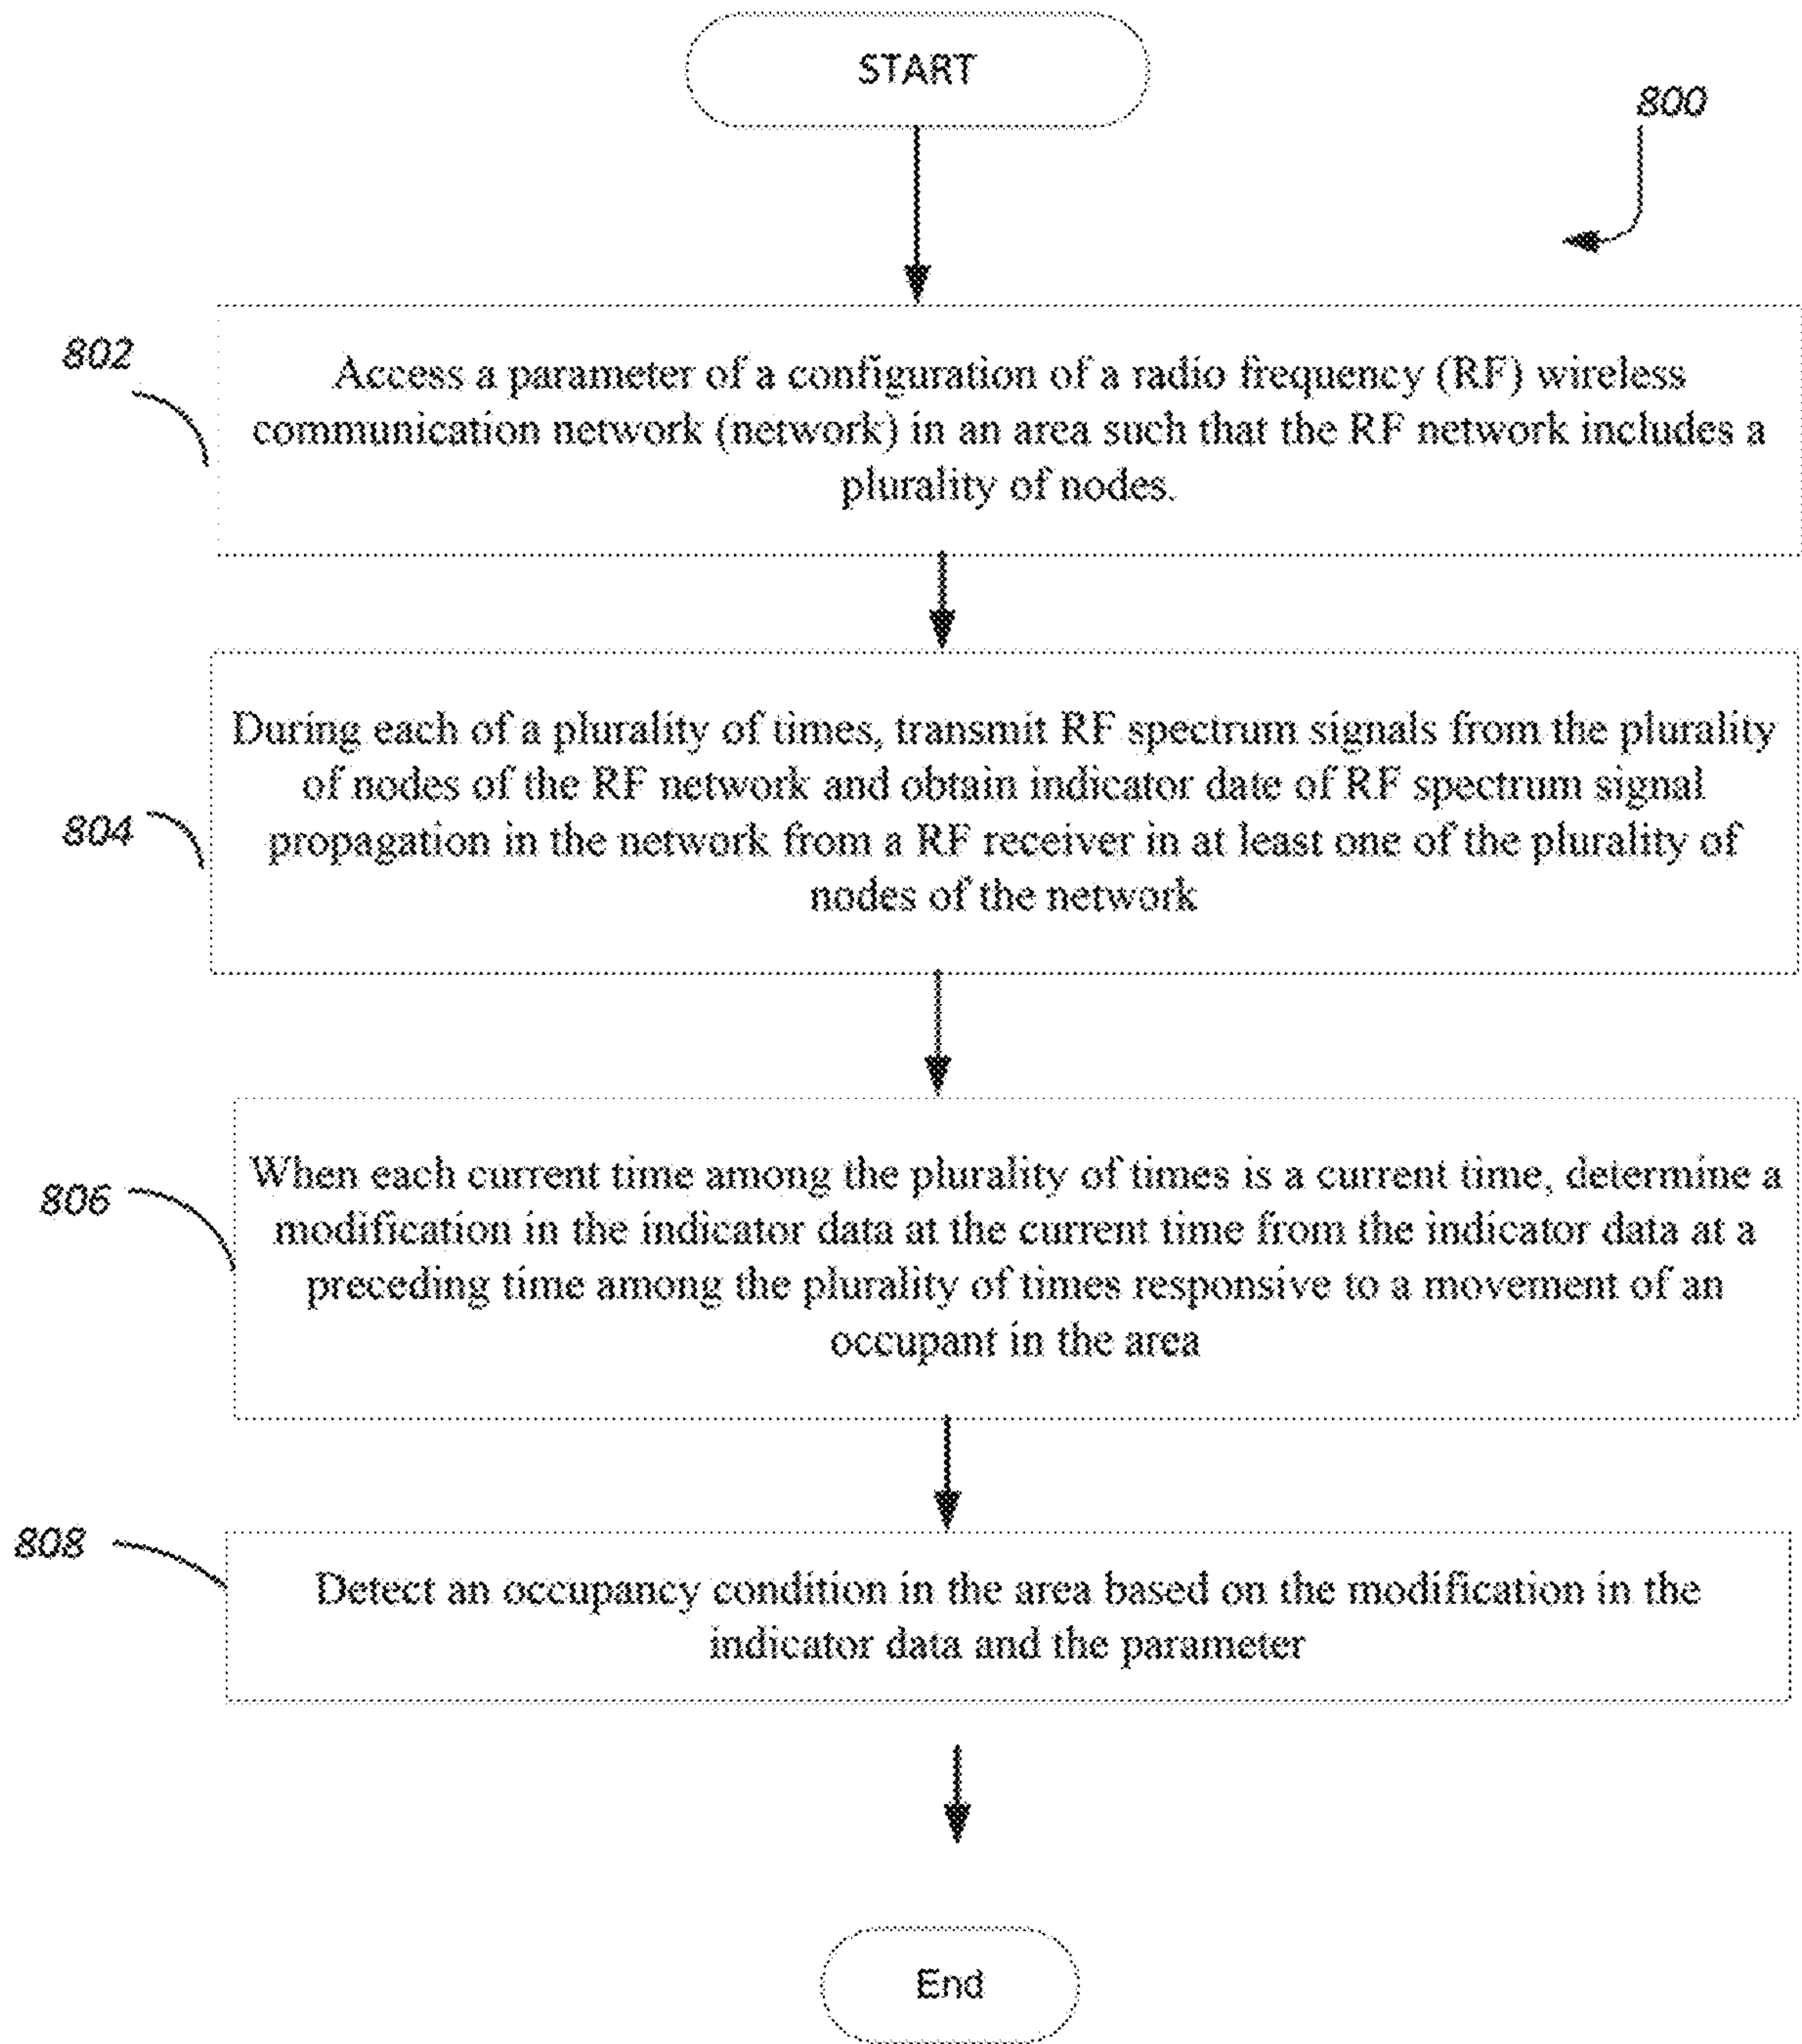 START
800
802
Access a parameter of a configuration of a radio frequency (RF) wireless
communication network (network) in an area such that the RF network includes a
plurality of nodes.
During each of a plurality of times, transmit RF spectrum signals from the plurality
of nodes of the RF network and obtain indicator date of RF spectrum signal
propagation in the network from a RF receiver in at least one of the plurality of
nodes of the network
804
When each current time among the plurality of times is a current time, determine a
modification in the indicator data at the current time from the indicator data at a
preceding time among the plurality of times responsive to a movement of an
occupant in the area
806
808
Detect an occupancy condition in the area based on the modification in the
indicator data and the parameter
End